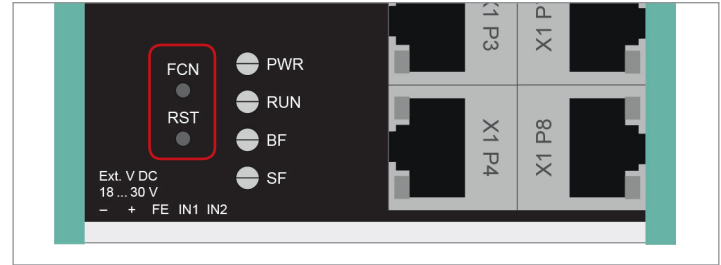 FCN
RST
PWR
RUN
BF
SF
Ext. V DC
18 ... 30 V
– + FE IN1 IN2
X1 P3
X1 P4
X1 P8